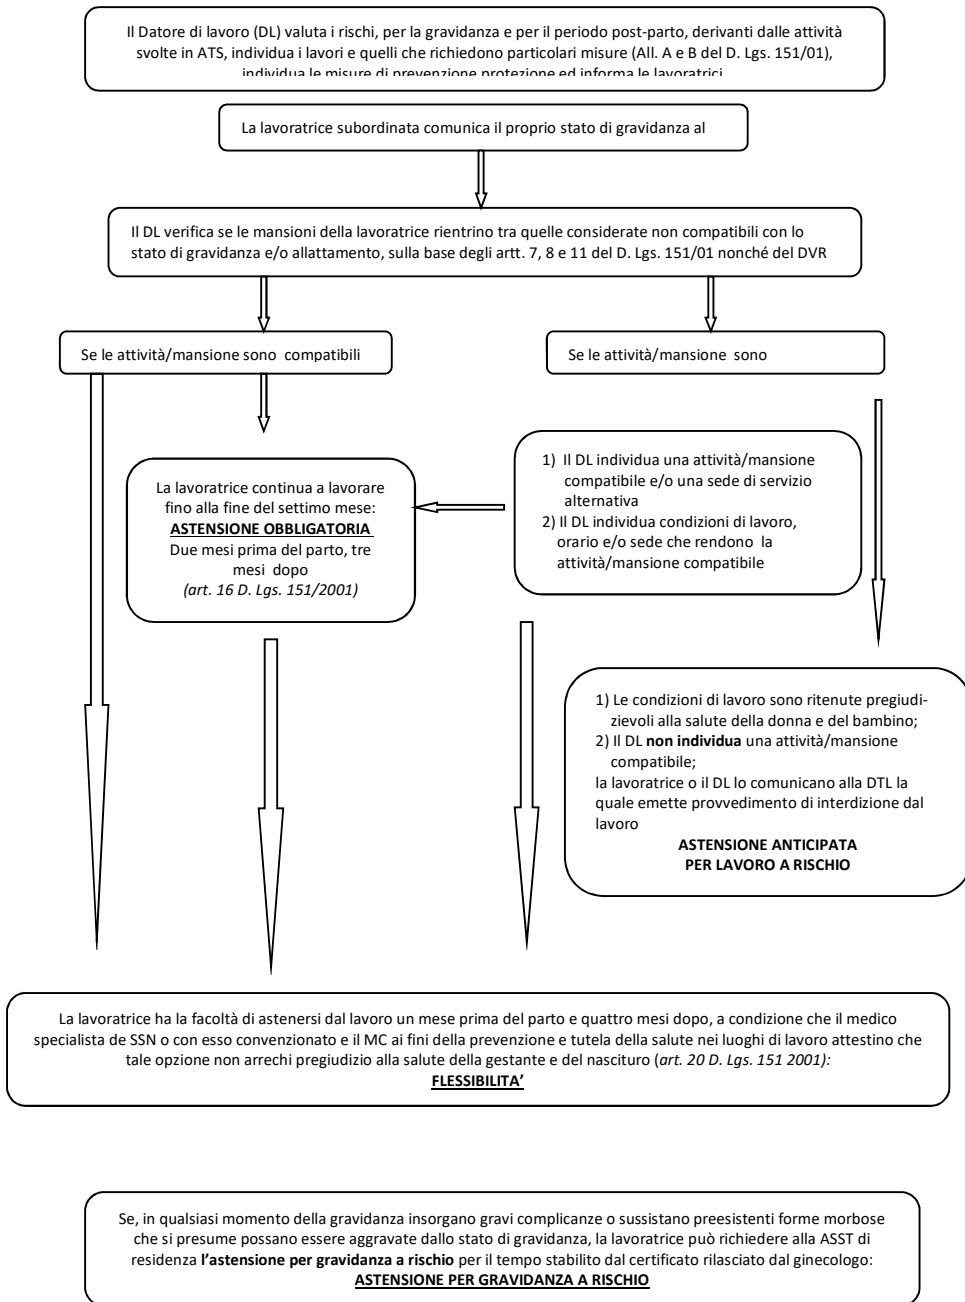 Il Datore di lavoro (DL) valuta i rischi, per la gravidanza e per il periodo post-parto, derivanti dalle attività
svolte in ATS, individua i lavori e quelli che richiedono particolari misure (All. A e B del D. Lgs. 151/01),
individua le misure di prevenzione protezione ed informa le lavoratrici
La lavoratrice subordinata comunica il proprio stato di gravidanza al
Il DL verifica se le mansioni della lavoratrice rientrino tra quelle considerate non compatibili con lo
stato di gravidanza e/o allattamento, sulla base degli artt. 7, 8 e 11 del D. Lgs. 151/01 nonché del DVR
Se le attività/mansione sono compatibili
Se le attività/mansione sono
La lavoratrice continua a lavorare
fino alla fine del settimo mese:
ASTENSIONE OBBLIGATORIA
Due mesi prima del parto, tre
mesi dopo
(art. 16 D. Lgs. 151/2001)
1) Il DL individua una attività/mansione
compatibile e/o una sede di servizio
alternativa
2) Il DL individua condizioni di lavoro,
orario e/o sede che rendono la
attività/mansione compatibile
1) Le condizioni di lavoro sono ritenute pregiudi-
zievoli alla salute della donna e del bambino;
2) Il DL non individua una attività/mansione
compatibile;
la lavoratrice o il DL lo comunicano alla DTL la
quale emette provvedimento di interdizione dal
lavoro
ASTENSIONE ANTICIPATA
PER LAVORO A RISCHIO
La lavoratrice ha la facoltà di astenersi dal lavoro un mese prima del parto e quattro mesi dopo, a condizione che il medico
specialista de SSN o con esso convenzionato e il MC ai fini della prevenzione e tutela della salute nei luoghi di lavoro attestino che
tale opzione non arrechi pregiudizio alla salute della gestante e del nascituro (art. 20 D. Lgs. 151 2001):
FLESSIBILITA’
Se, in qualsiasi momento della gravidanza insorgano gravi complicanze o sussistano preesistenti forme morbose
che si presume possano essere aggravate dallo stato di gravidanza, la lavoratrice può richiedere alla ASST di
residenza l’astensione per gravidanza a rischio per il tempo stabilito dal certificato rilasciato dal ginecologo:
ASTENSIONE PER GRAVIDANZA A RISCHIO